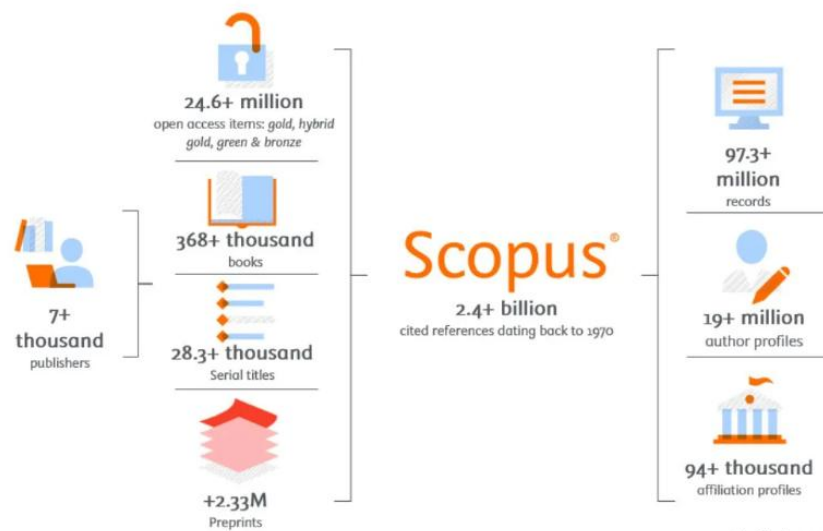 24.6+ million
open access items: gold, hybrid
gold, green & bronze
368+ thousand
books
7+
thousand
publishers
28.3+ thousand
Serial titles
+2.33M
Preprints
Scopus®
2.4+ billion
cited references dating back to 1970
97.3+
million
records
19+ million
author profiles
94+ thousand
affiliation profiles